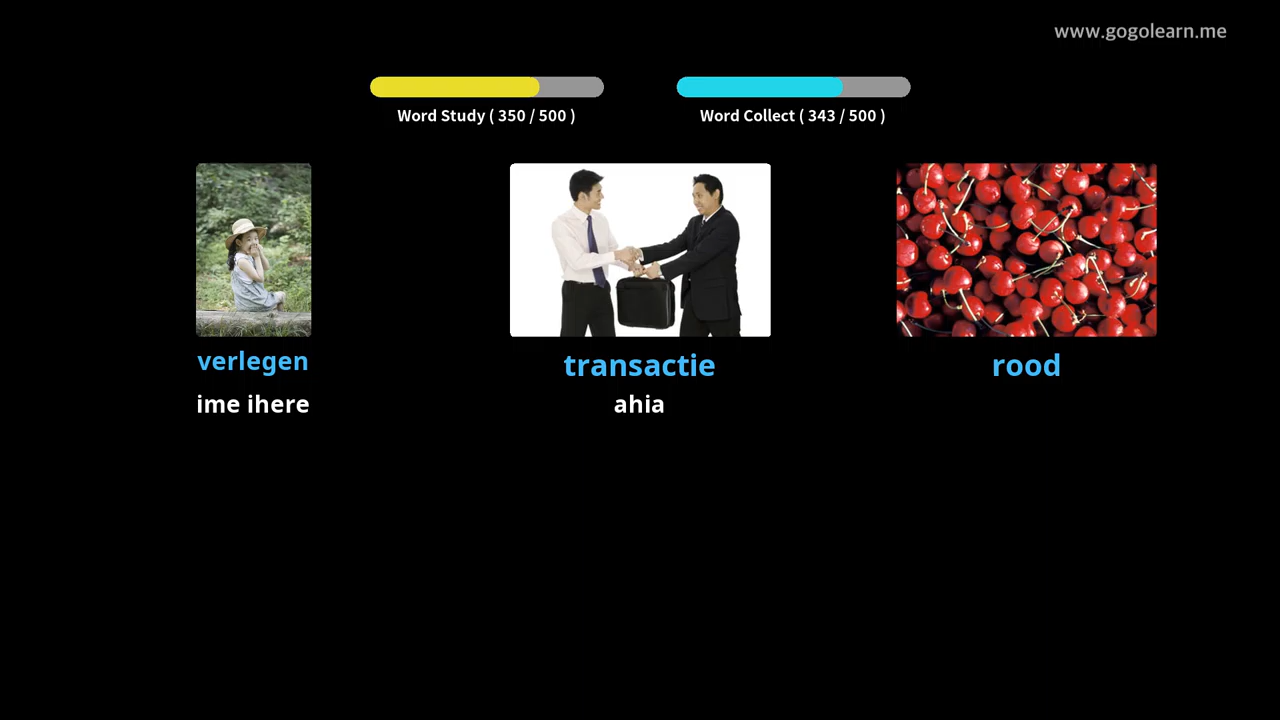 www.gogolearn.me
Word Study ( 350 / 500 )
Word Collect ( 343 / 500 )
verlegen
transactie
rood
ime ihere
ahia